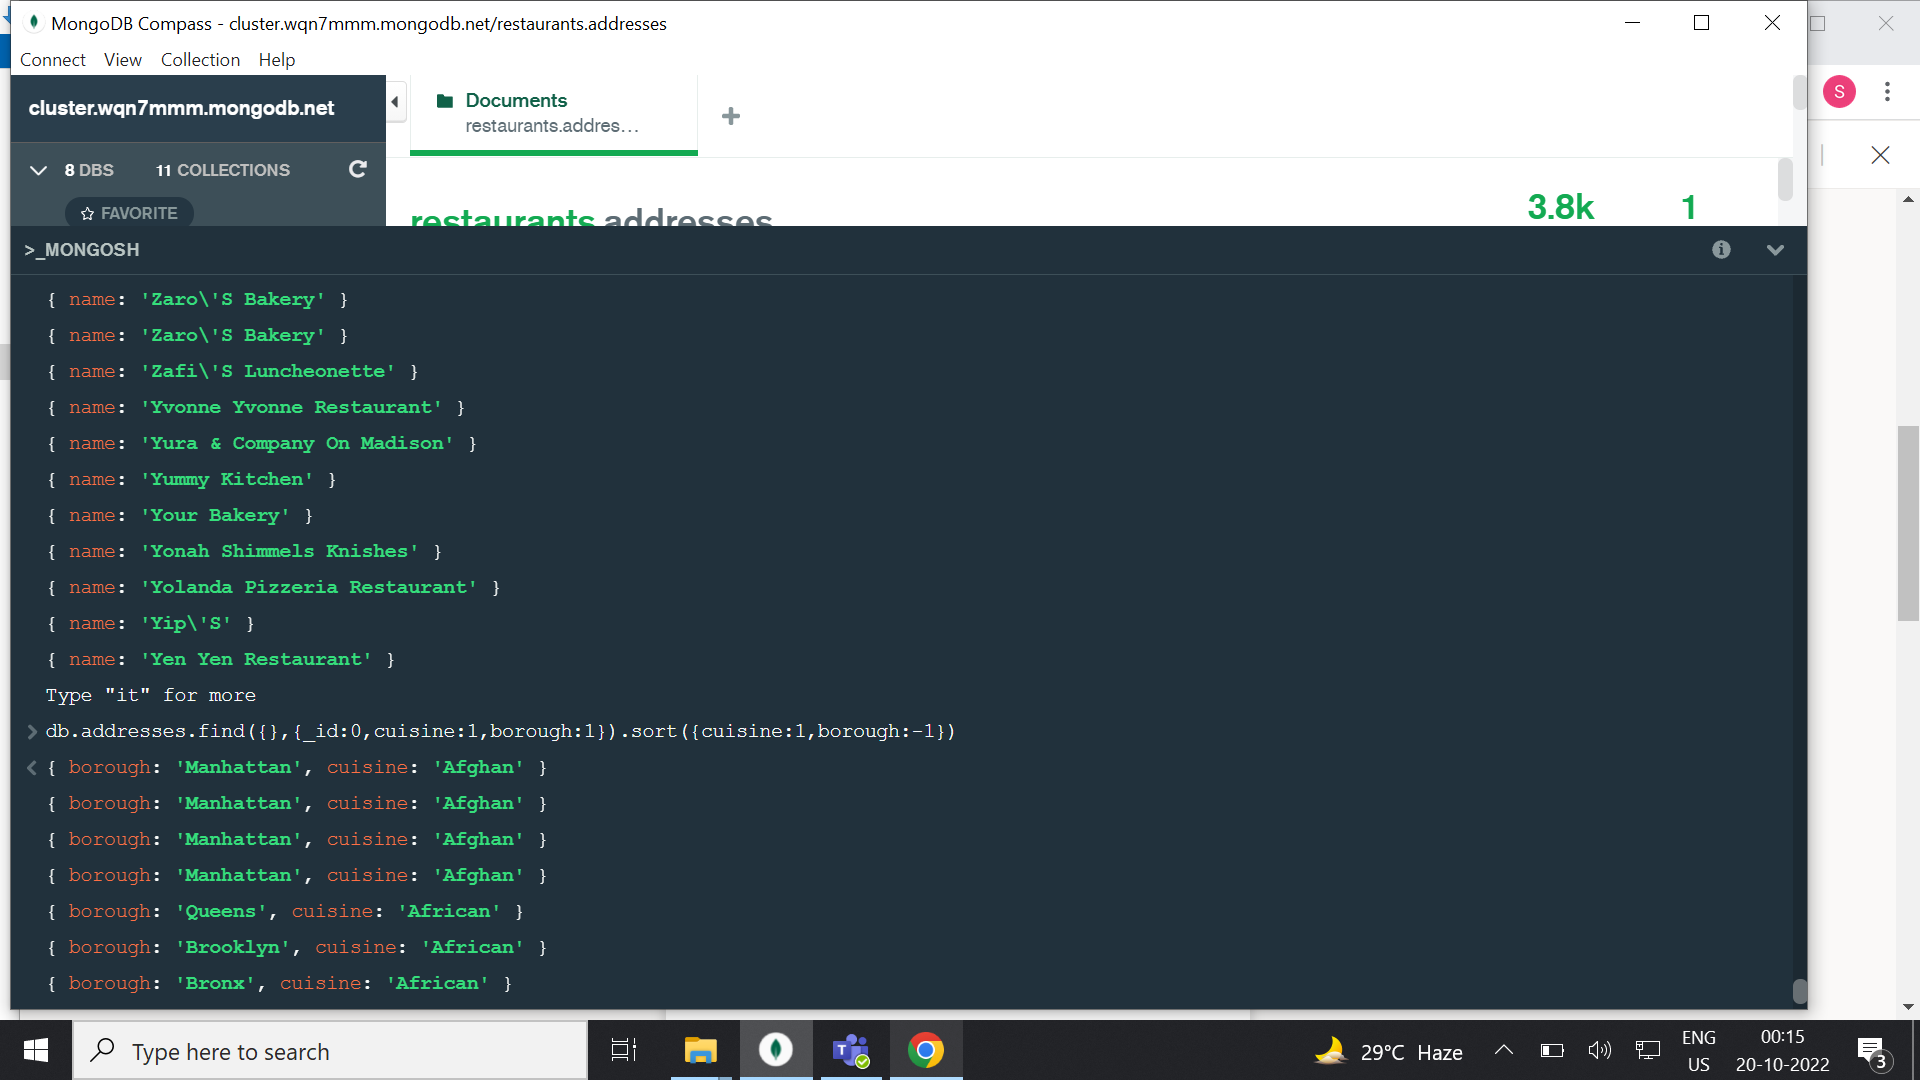 MongoDB Compass - cluster.wqn7mmm.mongodb.net/restaurants.addresses
Connect View Collection Help
cluster.wqn7mmm.mongodb.net
Documents
restaurants.addres...
S
8 DBS 11 COLLECTIONS
FAVORITE
restaurants.addresses
3.8k 1
>_MONGOSH
{ name: 'Zaro\'S Bakery' }
{ name: 'Zaro\'S Bakery' }
{ name: 'Zafi\'S Luncheonette' }
{ name: 'Yvonne Yvonne Restaurant' }
{ name: 'Yura & Company On Madison' }
{ name: 'Yummy Kitchen' }
{ name: 'Your Bakery' }
{ name: 'Yonah Shimmels Knishes' }
{ name: 'Yolanda Pizzeria Restaurant' }
{ name: 'Yip\'S' }
{ name: 'Yen Yen Restaurant' }
Type "it" for more
db.addresses.find({},{_id:0,cuisine:1,borough:1}).sort({cuisine:1,borough:-1})
{ borough: 'Manhattan', cuisine: 'Afghan' }
{ borough: 'Manhattan', cuisine: 'Afghan' }
{ borough: 'Manhattan', cuisine: 'Afghan' }
{ borough: 'Manhattan', cuisine: 'Afghan' }
{ borough: 'Queens', cuisine: 'African' }
{ borough: 'Brooklyn', cuisine: 'African' }
{ borough: 'Bronx', cuisine: 'African' }
Type here to search
T
29°C Haze
ENG
US
00:15
20-10-2022
3